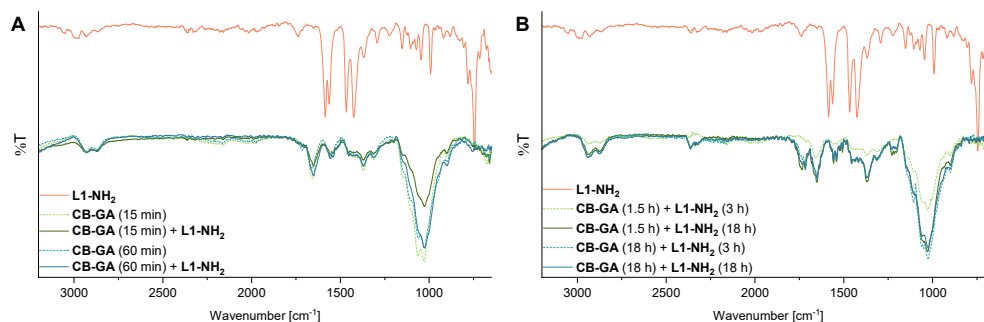 A
%T
L1-NH₂
CB-GA (15 min)
CB-GA (15 min) + L1-NH₂
CB-GA (60 min)
CB-GA (60 min) + L1-NH₂
3000 2500 2000 1500 1000
Wavenumber [cm⁻¹]
B
%T
L1-NH₂
CB-GA (1.5 h) + L1-NH₂ (3 h)
CB-GA (1.5 h) + L1-NH₂ (18 h)
CB-GA (18 h) + L1-NH₂ (3 h)
CB-GA (18 h) + L1-NH₂ (18 h)
3000 2500 2000 1500 1000
Wavenumber [cm⁻¹]